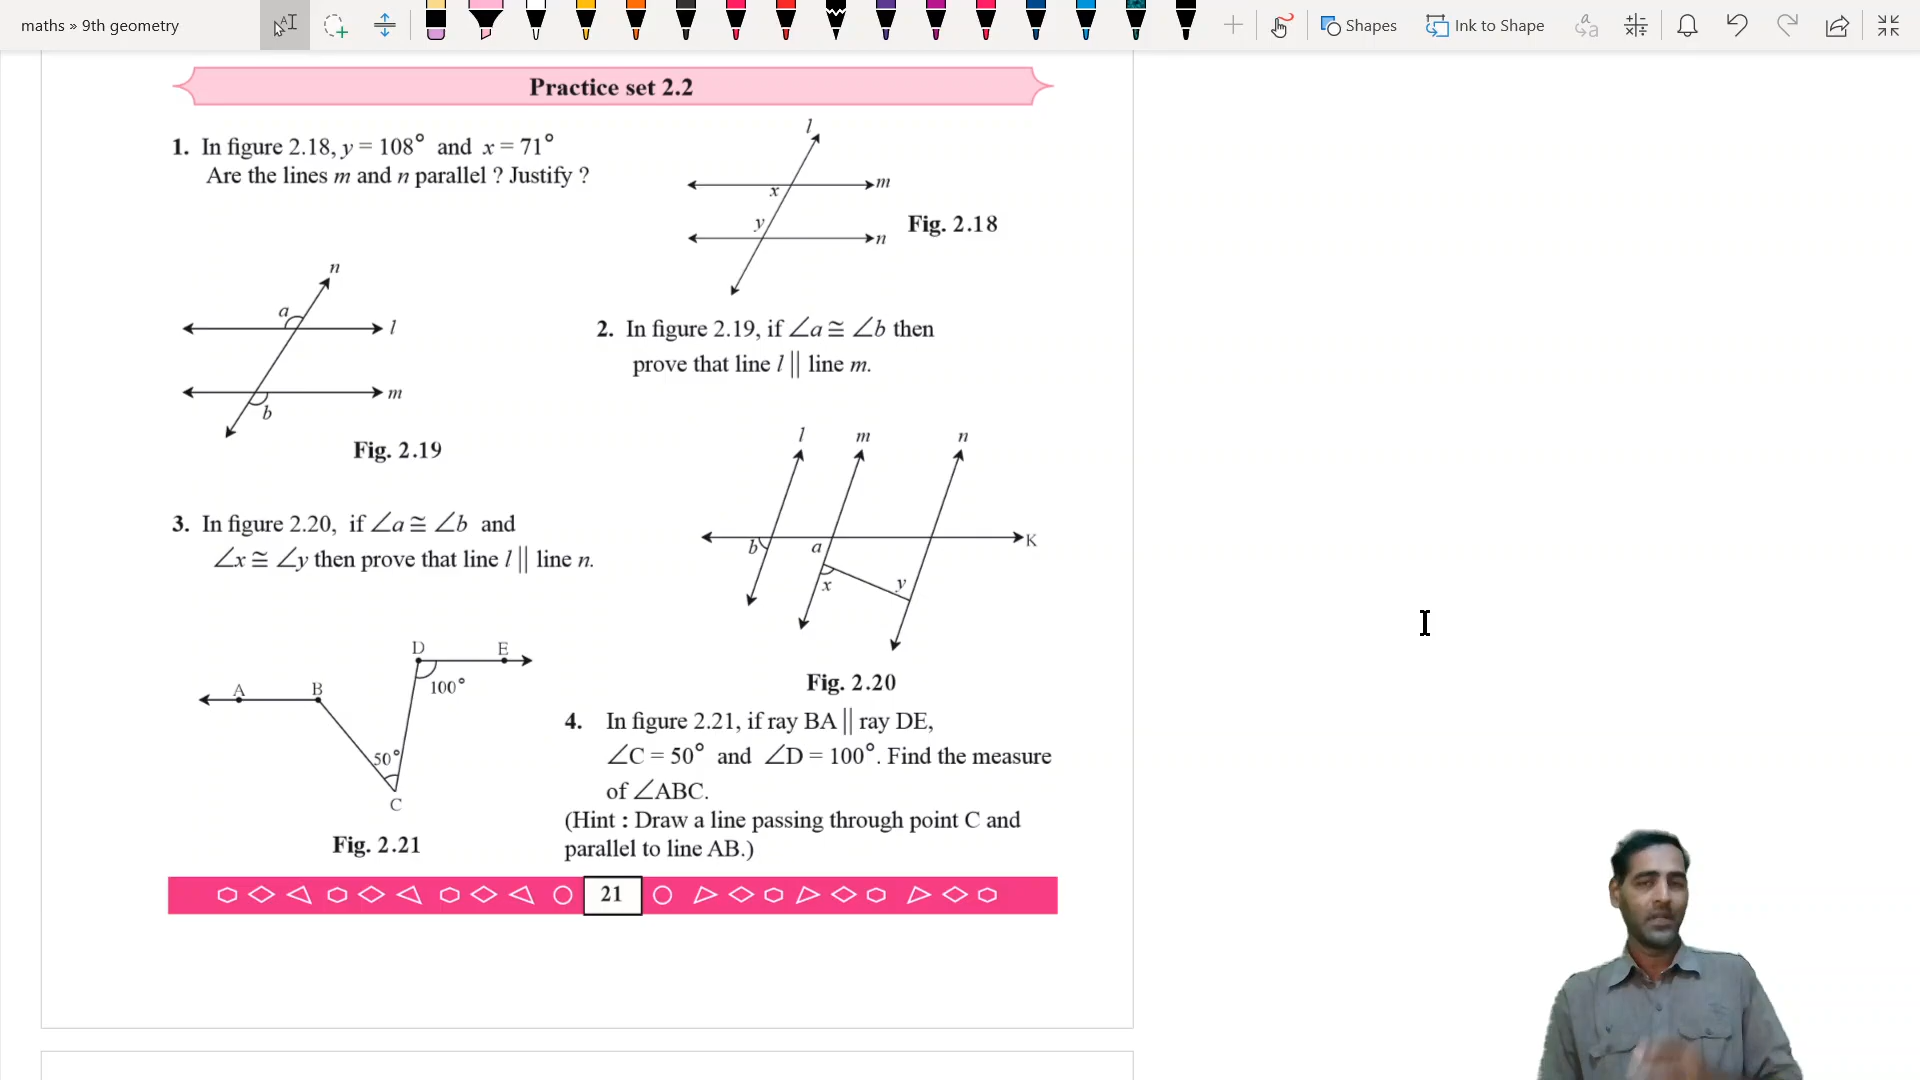 maths » 9th geometry
Shapes
Ink to Shape
Practice set 2.2
1. In figure 2.18, y = 108° and x = 71°
Are the lines m and n parallel ? Justify ?
l
x
m
y
n
Fig. 2.18
n
a
l
m
b
Fig. 2.19
2. In figure 2.19, if ∠a ≅ ∠b then
prove that line l || line m.
3. In figure 2.20, if ∠a ≅ ∠b and
∠x ≅ ∠y then prove that line l || line n.
l m n
b a K
x y
Fig. 2.20
D E
A B
100°
50°
C
Fig. 2.21
4. In figure 2.21, if ray BA || ray DE,
∠C = 50° and ∠D = 100°. Find the measure
of ∠ABC.
(Hint : Draw a line passing through point C and
parallel to line AB.)
21